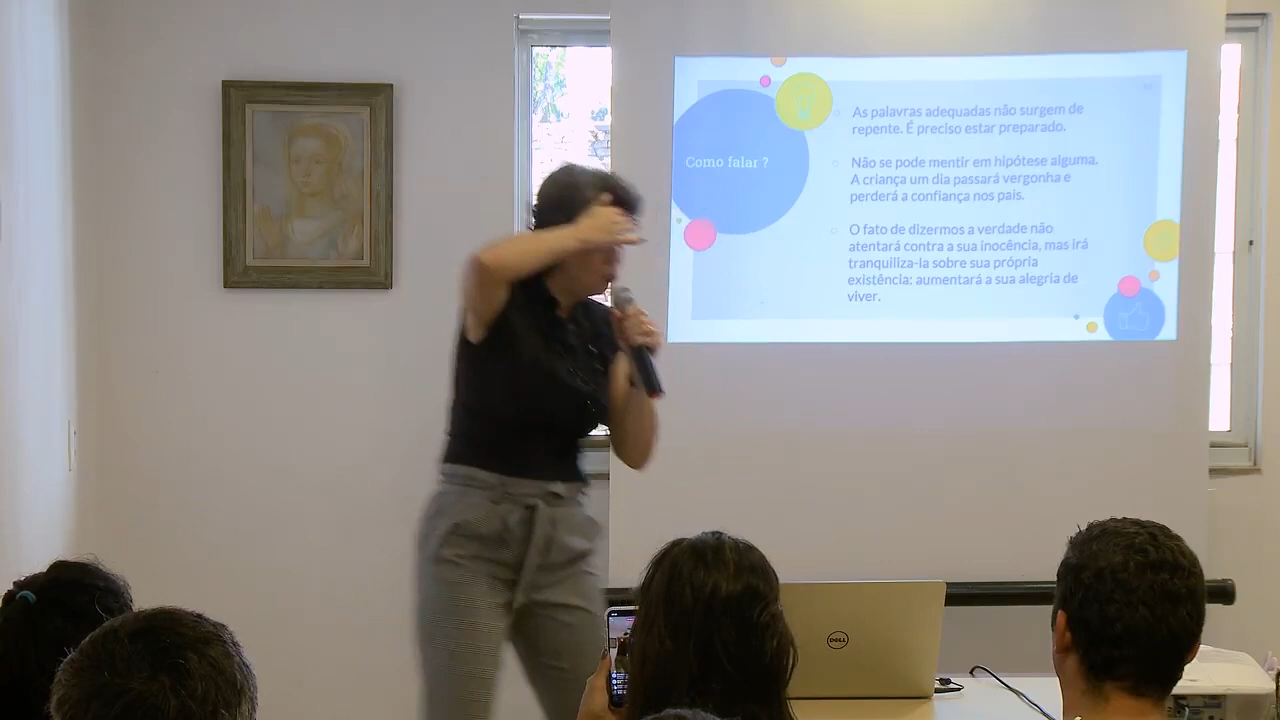 Como falar ?
As palavras adequadas não surgem de
repente. É preciso estar preparado.
Não se pode mentir em hipótese alguma.
A criança um dia passará vergonha e
perderá a confiança nos pais.
O fato de dizermos a verdade não
atentará contra a sua inocência, mas irá
tranquiliza-la sobre sua própria
existência: aumentará a sua alegria de
viver.
DELL